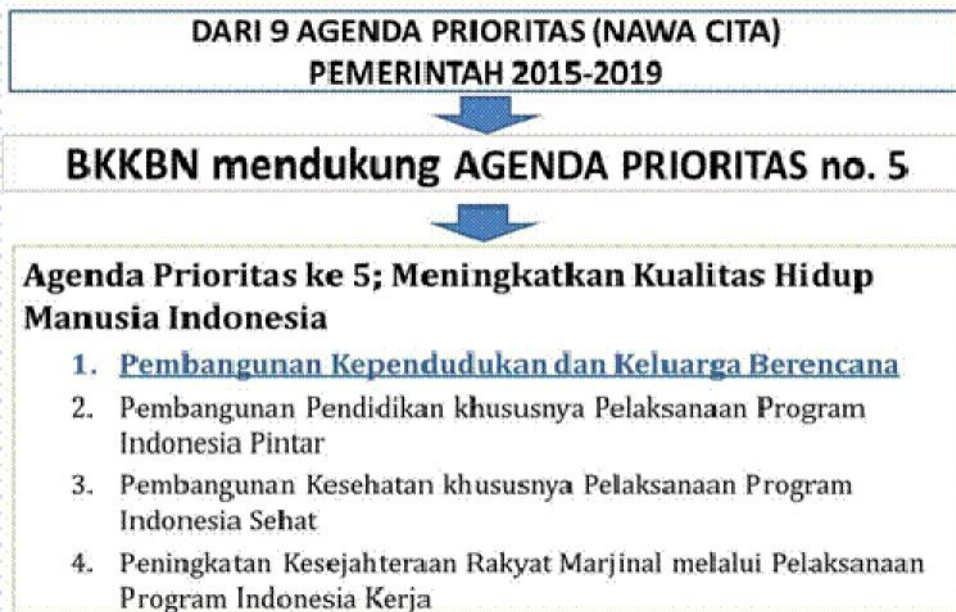 DARI 9 AGENDA PRIORITAS (NAWA CITA)
PEMERINTAH 2015-2019
BKKBN mendukung AGENDA PRIORITAS no. 5
Agenda Prioritas ke 5; Meningkatkan Kualitas Hidup
Manusia Indonesia
1. Pembangunan Kependudukan dan Keluarga Berencana
2. Pembangunan Pendidikan khususnya Pelaksanaan Program
Indonesia Pintar
3. Pembangunan Kesehatan khususnya Pelaksanaan Program
Indonesia Sehat
4. Peningkatan Kesejahteraan Rakyat Marjinal melalui Pelaksanaan
Program Indonesia Kerja